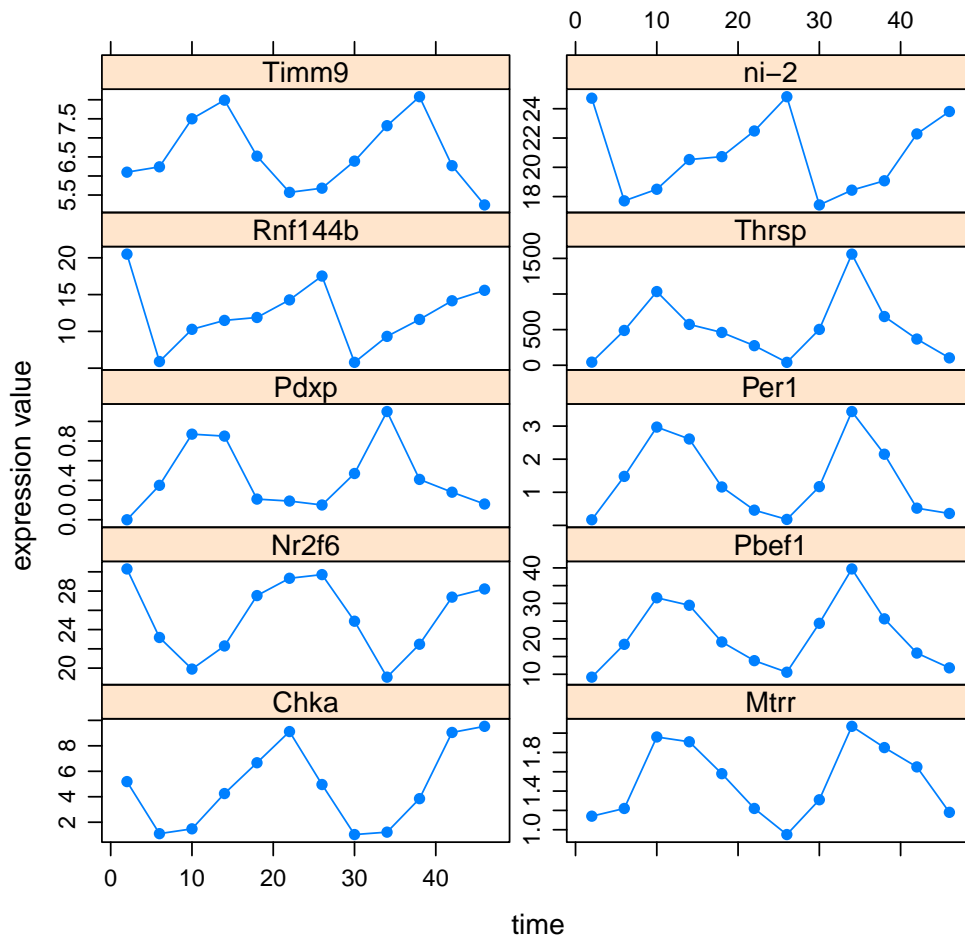 0 10 20 30 40
Timm9 ni−2
5.5 6.5 7.5
18 20 22 24
Rnf144b Thrsp
10 15 20
0 500 1500
Pdxp Per1
0.0 0.4 0.8
1 2 3
Nr2f6 Pbef1
20 24 28
10 20 30 40
Chka Mtrr
2 4 6 8
1.0 1.4 1.8
0 10 20 30 40
expression value
time